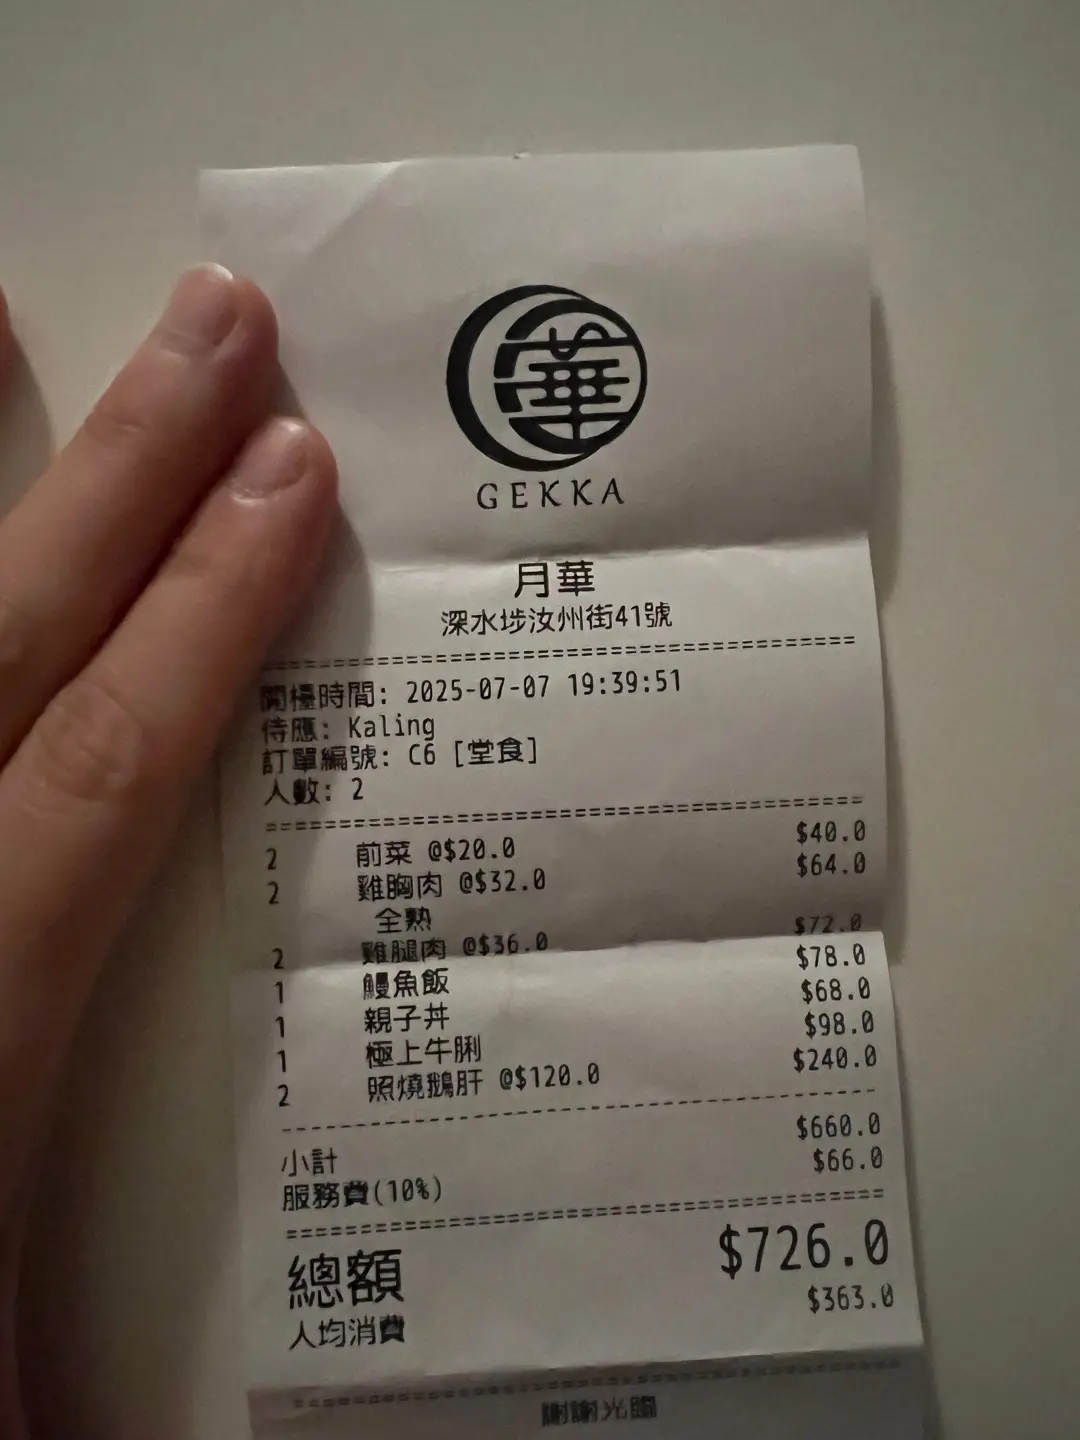 華
GEKKA
月華
深水埗汝州街41號
開檯時間: 2025-07-07 19:39:51
侍應: Kaling
訂單編號: C6 [堂食]
人數: 2
2 前菜 @$20.0 $40.0
2 雞胸肉 @$32.0 $64.0
全熟
2 雞腿肉 @$36.0 $72.0
1 鰻魚飯 $78.0
1 親子丼 $68.0
1 極上牛脷 $98.0
2 照燒鵝肝 @$120.0 $240.0
小計 $660.0
服務費(10%) $66.0
總額 $726.0
人均消費 $363.0
謝謝光臨